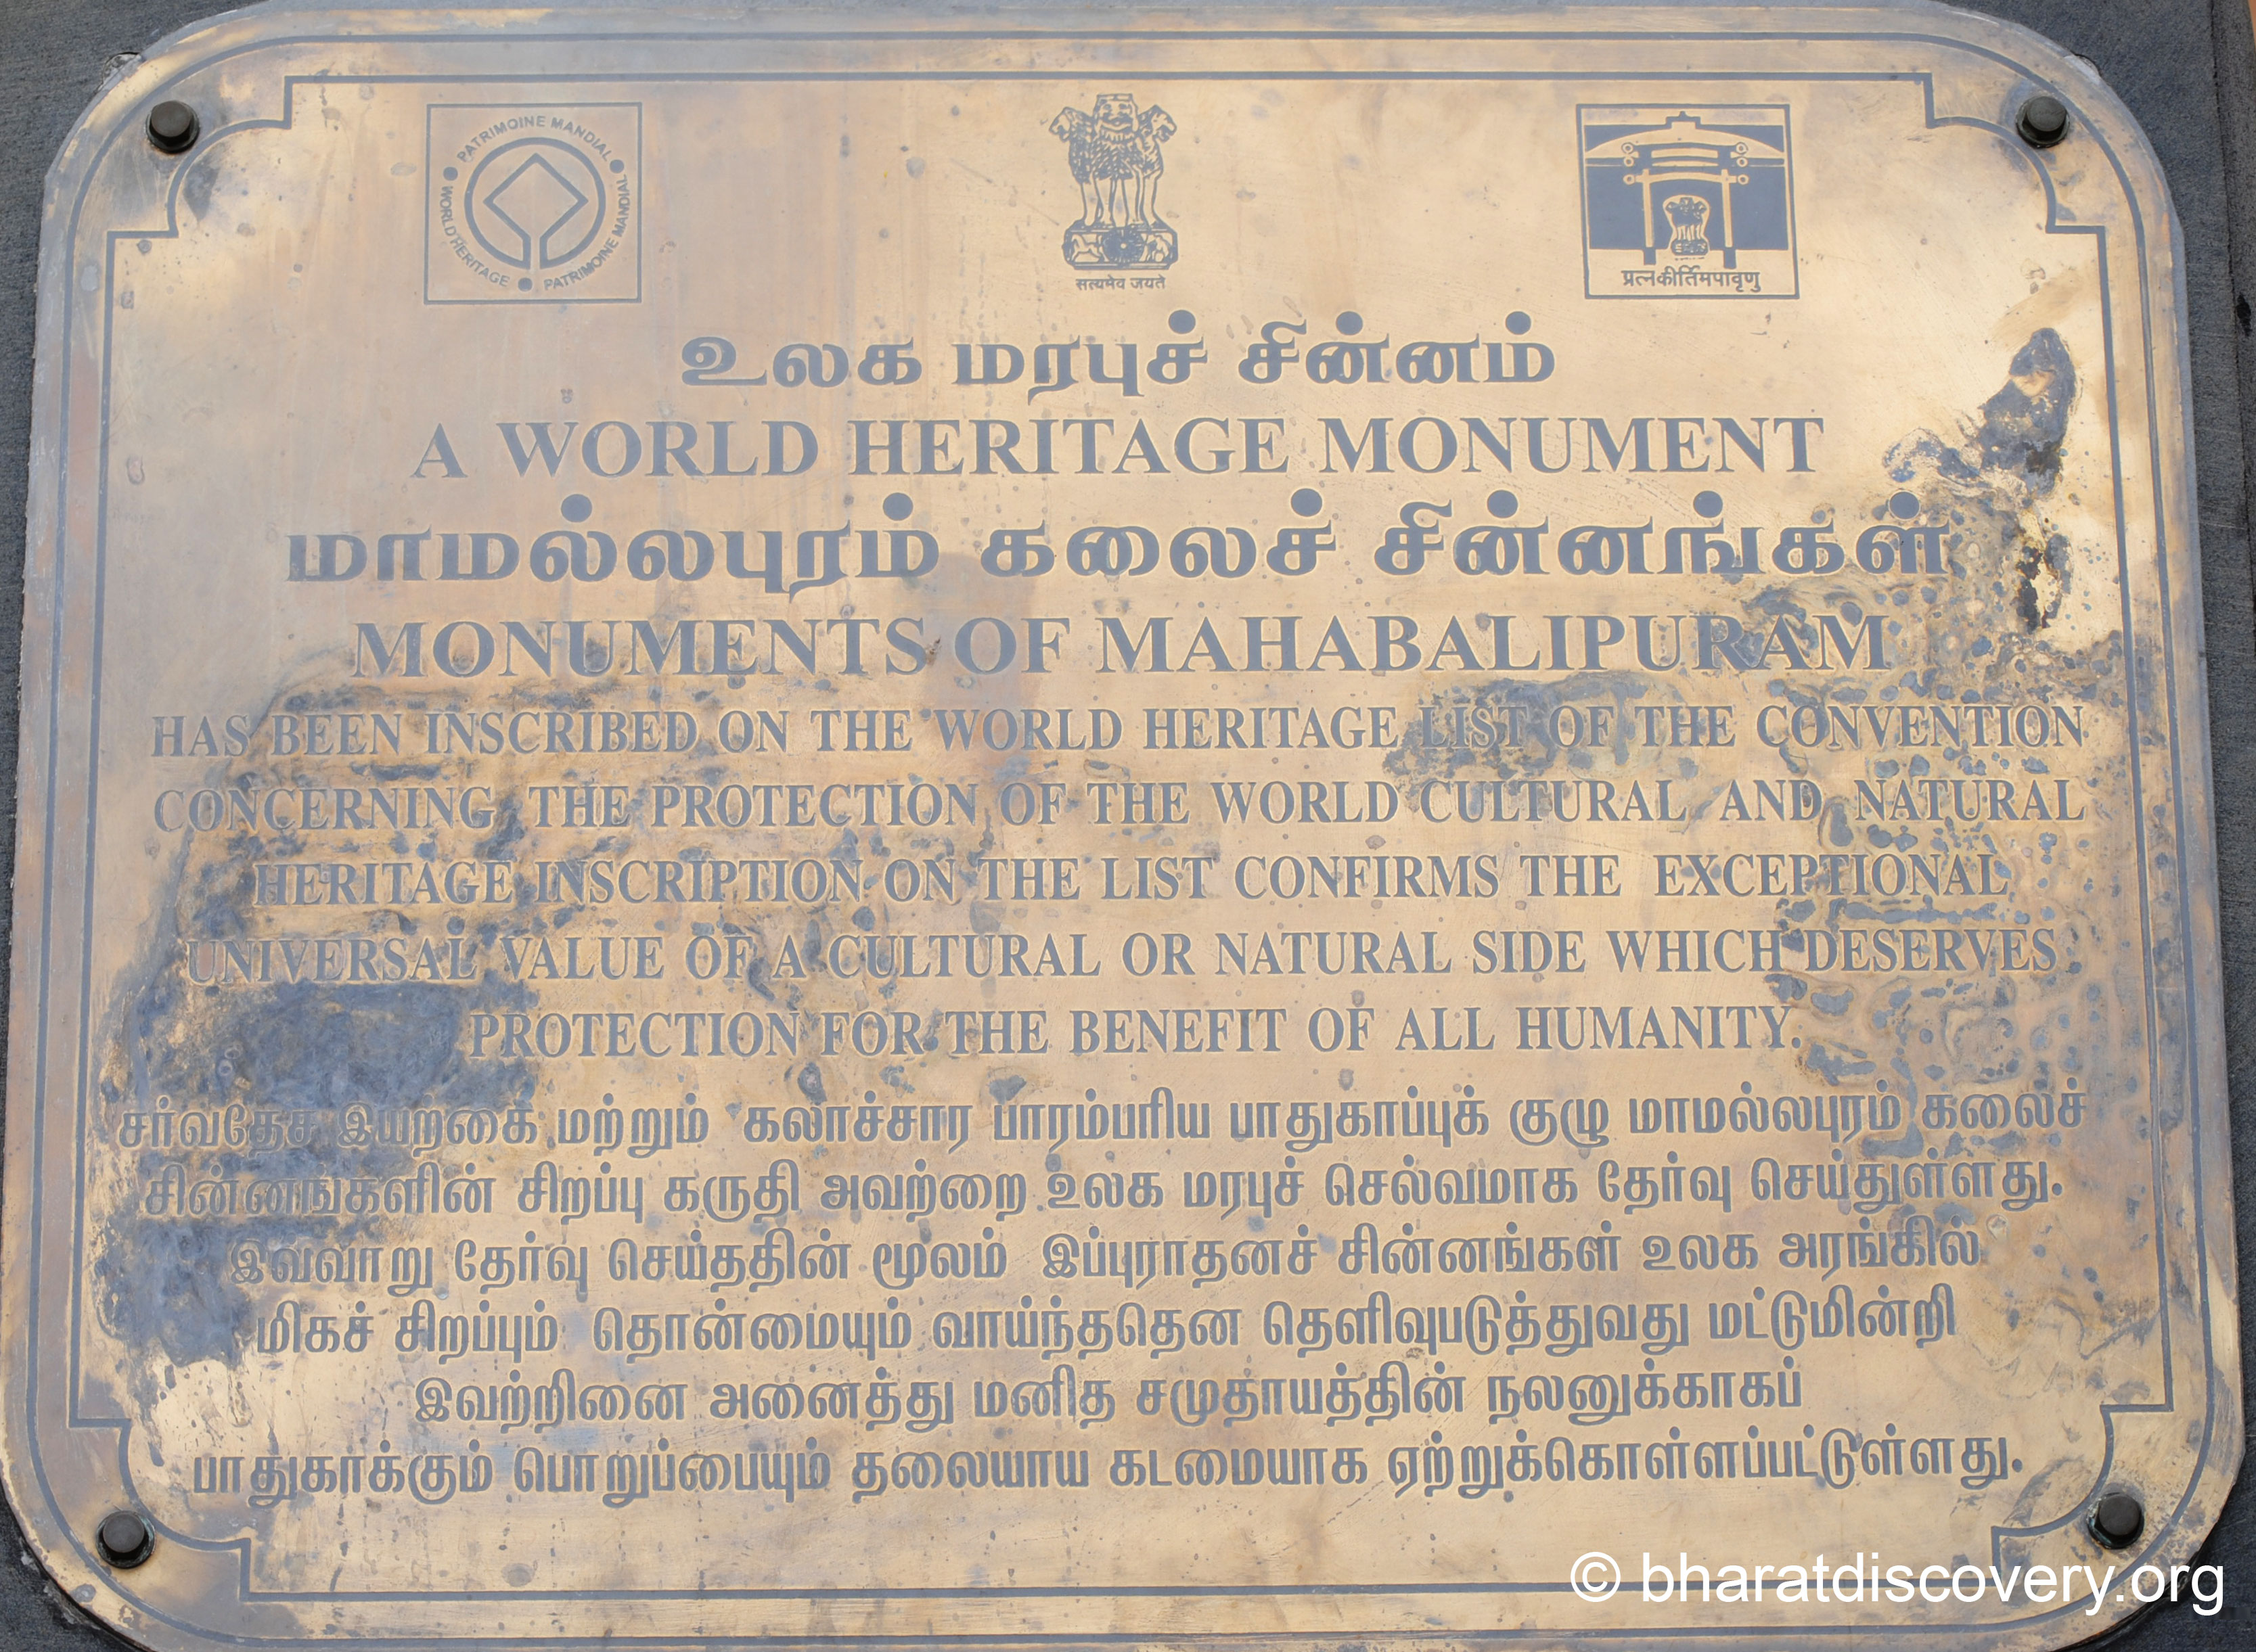 PATRIMOINE MANDIAL
WORLD HERITAGE
PATRIMOINE MANDIAL
सत्यमेव जयते
प्रत्नकीर्तिमपावृणु
உலக மரபுச் சின்னம்
A WORLD HERITAGE MONUMENT
மாமல்லபுரம் கலைச் சின்னங்கள்
MONUMENTS OF MAHABALIPURAM
HAS BEEN INSCRIBED ON THE WORLD HERITAGE LIST OF THE CONVENTION
CONCERNING THE PROTECTION OF THE WORLD CULTURAL AND NATURAL
HERITAGE INSCRIPTION ON THE LIST CONFIRMS THE EXCEPTIONAL
UNIVERSAL VALUE OF A CULTURAL OR NATURAL SIDE WHICH DESERVES
PROTECTION FOR THE BENEFIT OF ALL HUMANITY.
சர்வதேச இயற்கை மற்றும் கலாச்சார பாரம்பரிய பாதுகாப்புக் குழு மாமல்லபுரம் கலைச்
சின்னங்களின் சிறப்பு கருதி அவற்றை உலக மரபுச் செல்வமாக தேர்வு செய்துள்ளது.
இவ்வாறு தேர்வு செய்ததின் மூலம் இப்புராதனச் சின்னங்கள் உலக அரங்கில்
மிகச் சிறப்பும் தொன்மையும் வாய்ந்ததென தெளிவுபடுத்துவது மட்டுமின்றி
இவற்றினை அனைத்து மனித சமுதாயத்தின் நலனுக்காகப்
பாதுகாக்கும் பொறுப்பையும் தலையாய கடமையாக ஏற்றுக்கொள்ளப்பட்டுள்ளது.
© bharatdiscovery.org